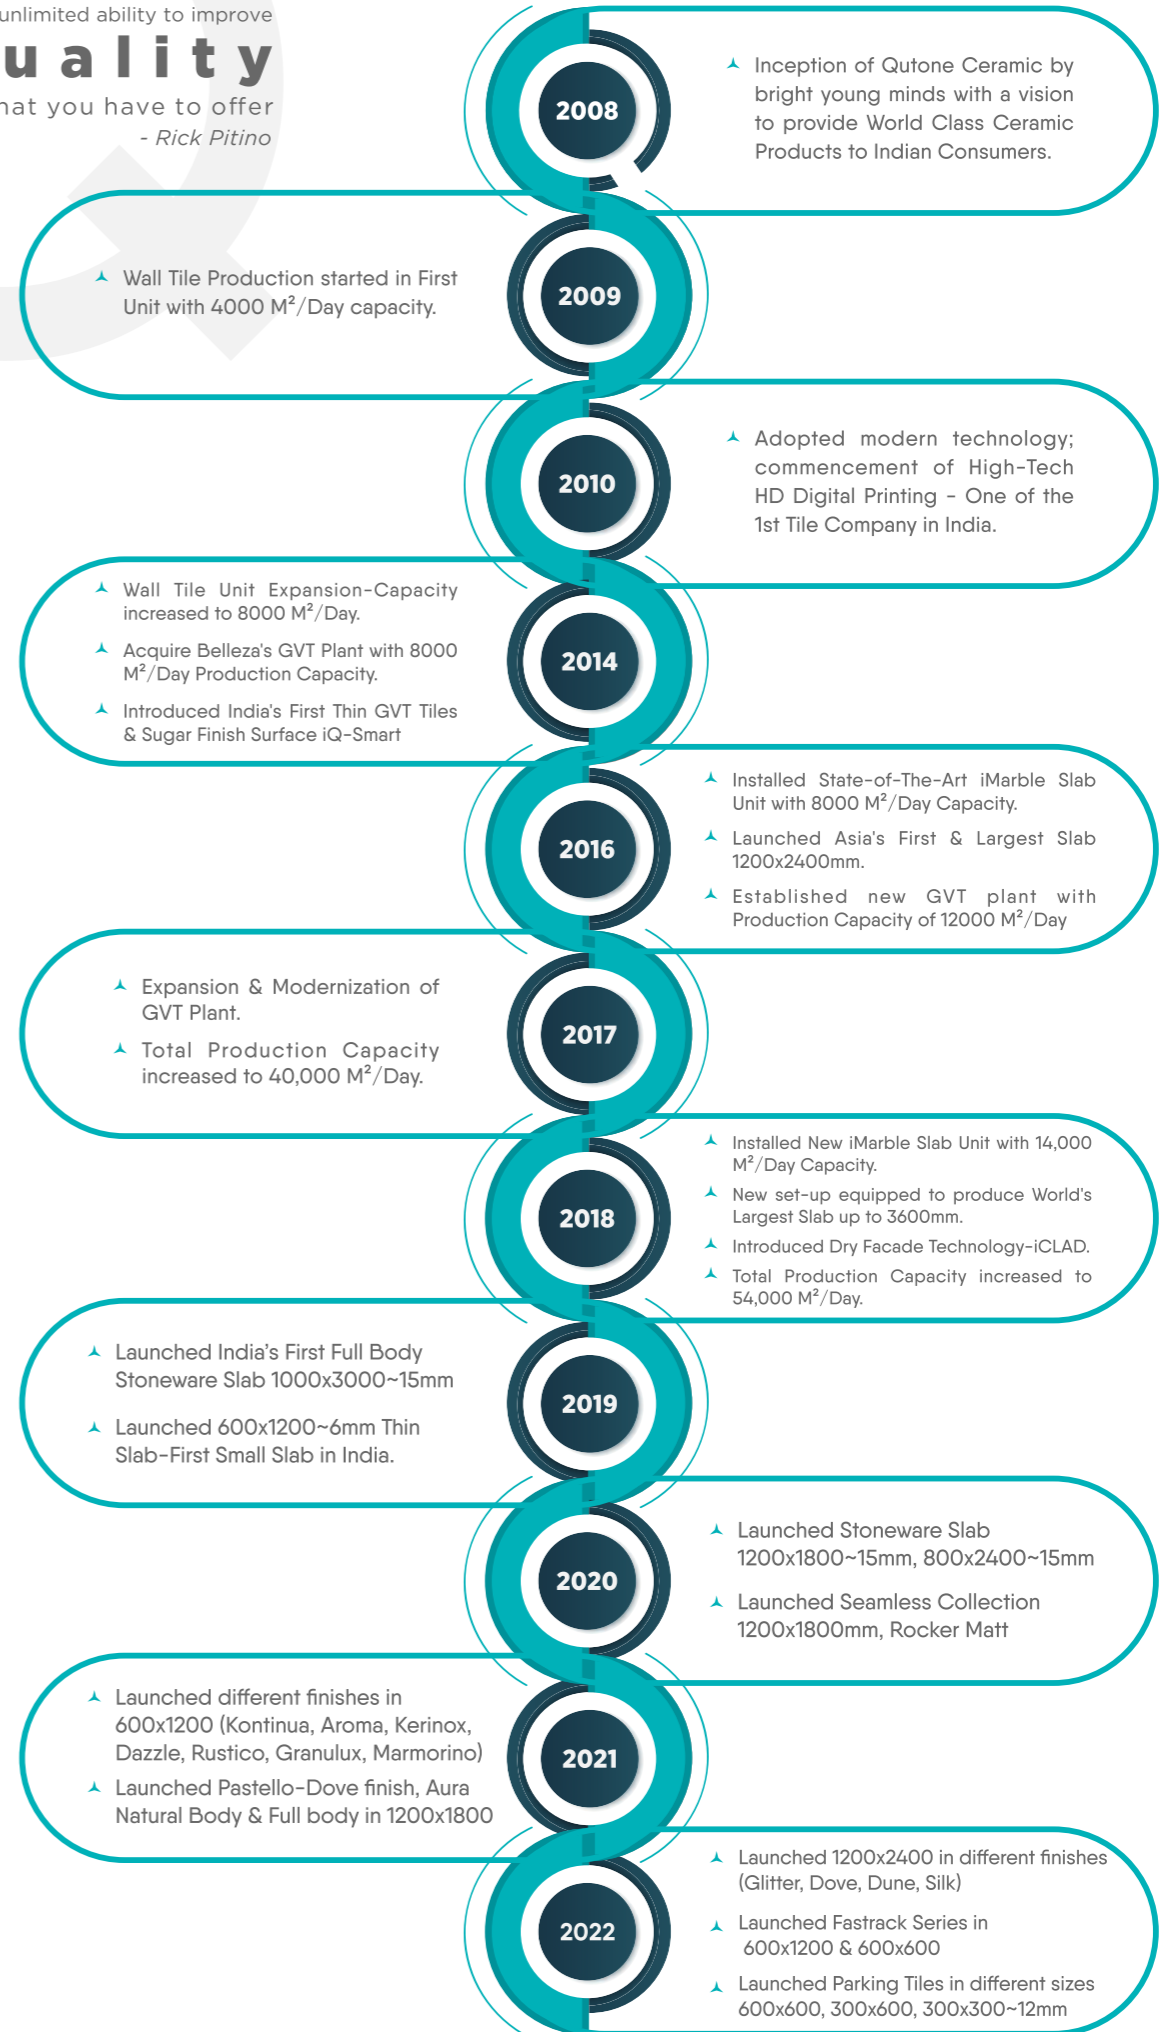 unlimited ability to improve
uality
hat you have to offer
- Rick Pitino
2008
Inception of Qutone Ceramic by
bright young minds with a vision
to provide World Class Ceramic
Products to Indian Consumers.
2009
Wall Tile Production started in First
Unit with 4000 M²/Day capacity.
2010
Adopted modern technology;
commencement of High-Tech
HD Digital Printing - One of the
1st Tile Company in India.
2014
Wall Tile Unit Expansion-Capacity
increased to 8000 M²/Day.
Acquire Belleza's GVT Plant with 8000
M²/Day Production Capacity.
Introduced India's First Thin GVT Tiles
& Sugar Finish Surface iQ-Smart
2016
Installed State-of-The-Art iMarble Slab
Unit with 8000 M²/Day Capacity.
Launched Asia's First & Largest Slab
1200x2400mm.
Established new GVT plant with
Production Capacity of 12000 M²/Day
2017
Expansion & Modernization of
GVT Plant.
Total Production Capacity
increased to 40,000 M²/Day.
2018
Installed New iMarble Slab Unit with 14,000
M²/Day Capacity.
New set-up equipped to produce World's
Largest Slab up to 3600mm.
Introduced Dry Facade Technology-iCLAD.
Total Production Capacity increased to
54,000 M²/Day.
2019
Launched India’s First Full Body
Stoneware Slab 1000x3000~15mm
Launched 600x1200~6mm Thin
Slab-First Small Slab in India.
2020
Launched Stoneware Slab
1200x1800~15mm, 800x2400~15mm
Launched Seamless Collection
1200x1800mm, Rocker Matt
2021
Launched different finishes in
600x1200 (Kontinua, Aroma, Kerinox,
Dazzle, Rustico, Granulux, Marmorino)
Launched Pastello-Dove finish, Aura
Natural Body & Full body in 1200x1800
2022
Launched 1200x2400 in different finishes
(Glitter, Dove, Dune, Silk)
Launched Fastrack Series in
600x1200 & 600x600
Launched Parking Tiles in different sizes
600x600, 300x600, 300x300~12mm